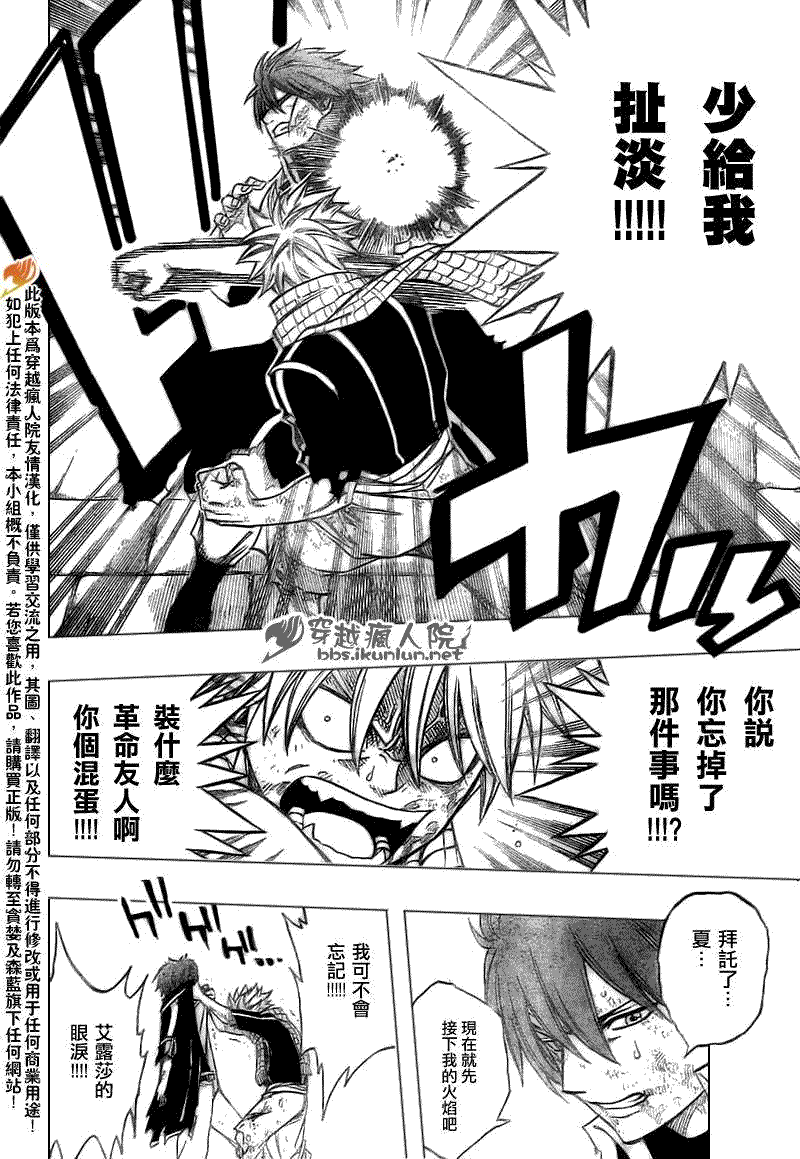 少給我
扯淡!!!!!
你說
你忘掉了
那件事嗎!!!?
裝什麼
革命友人啊
你個混蛋!!!!
拜託了…
夏…
現在就先
接下我的火焰吧
我可不會
忘記!!!!!
艾露莎的
眼淚!!!!
穿越瘋人院
bbs.ikunlun.net
此版本爲穿越瘋人院友情漢化，僅供學習交流之用，其圖、翻譯以及任何部分不得進行修改或用于任何商業用途！
如犯上任何法律責任，本小組概不負責。若您喜歡此作品，請購買正版！請勿轉至貪婪及森藍旗下任何網站！